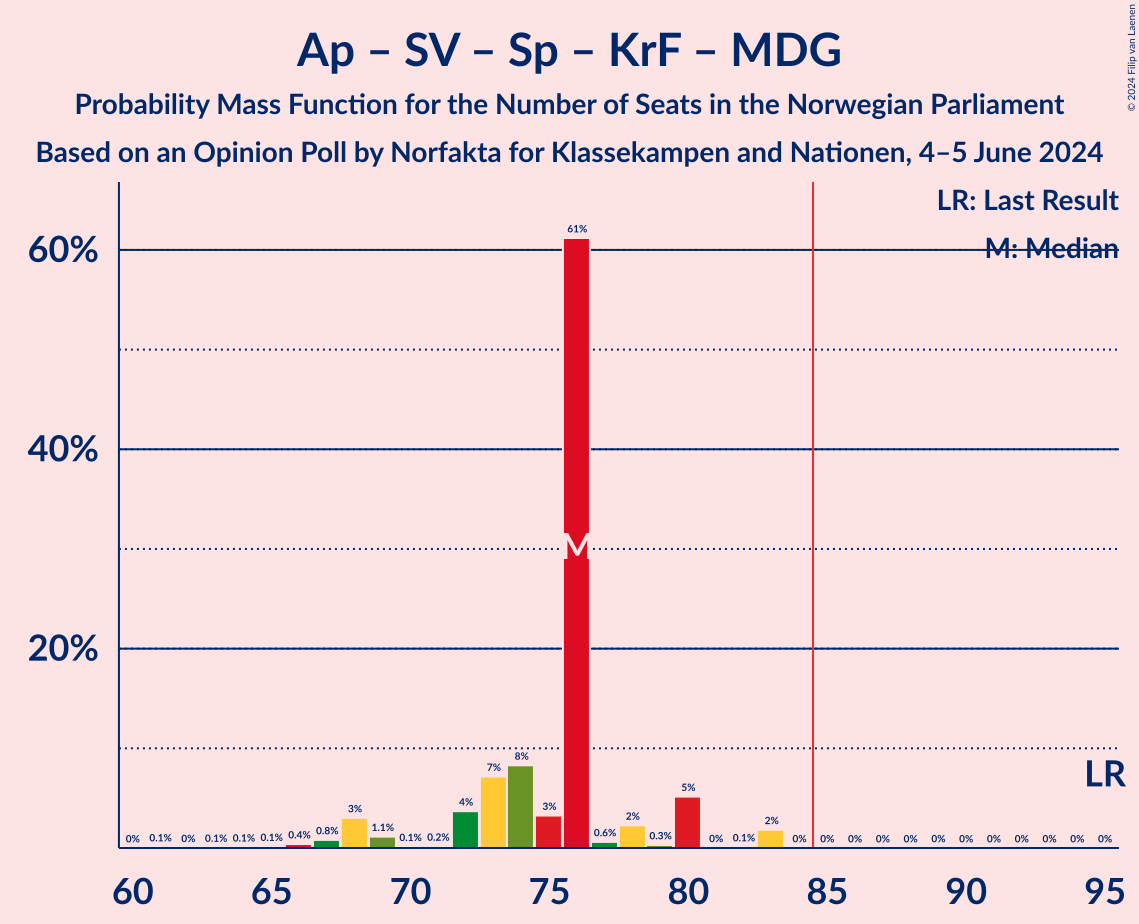 Ap – SV – Sp – KrF – MDG
Probability Mass Function for the Number of Seats in the Norwegian Parliament
Based on an Opinion Poll by Norfakta for Klassekampen and Nationen, 4–5 June 2024
© 2024 Filip van Laenen
LR: Last Result
M: Median
60%
40%
20%
61%
M
LR
0% 0.1% 0% 0.1% 0.1% 0.1% 0.4% 0.8% 3% 1.1% 0.1% 0.2% 4% 7% 8% 3% 0.6% 2% 0.3% 5% 0% 0.1% 2% 0% 0% 0% 0% 0% 0% 0% 0% 0% 0% 0% 0%
60 65 70 75 80 85 90 95